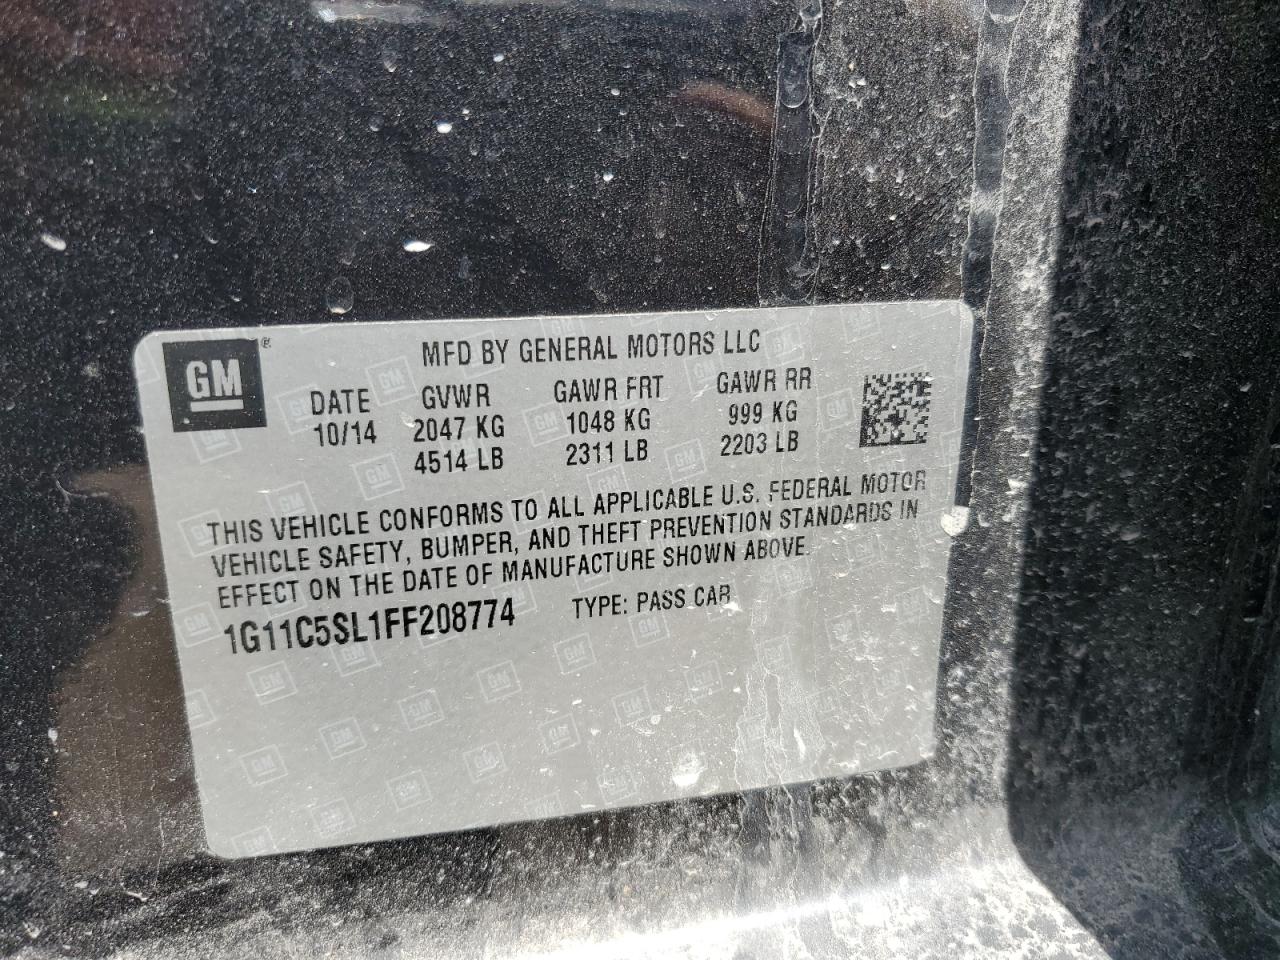 GM®
MFD BY GENERAL MOTORS LLC
DATE GVWR GAWR FRT GAWR RR
10/14 2047 KG 1048 KG 999 KG
4514 LB 2311 LB 2203 LB
THIS VEHICLE CONFORMS TO ALL APPLICABLE U.S. FEDERAL MOTOR
VEHICLE SAFETY, BUMPER, AND THEFT PREVENTION STANDARDS IN
EFFECT ON THE DATE OF MANUFACTURE SHOWN ABOVE.
1G11C5SL1FF208774 TYPE: PASS CAR